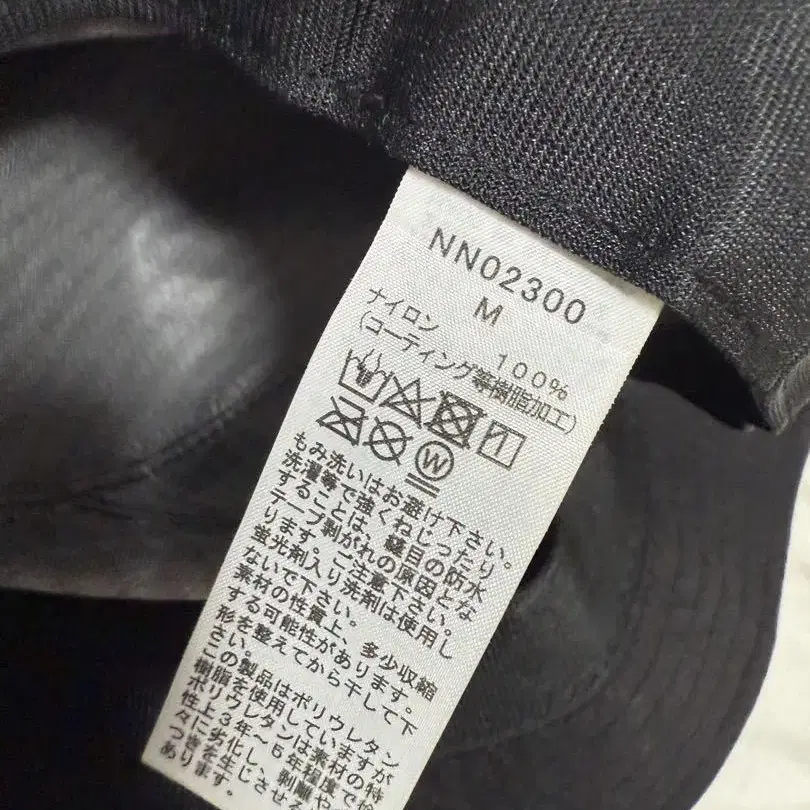 NN02300
M
ナイロン 100%
(コーティング等樹脂加工)
W
もみ洗いはお避け下さい。
洗濯等で強くねじったり
することは、縫目の防水
テープ剥がれの原因とな
ります。ご注意下さい。
蛍光剤入り洗剤は使用し
ないで下さい。
素材の性質上、多少収縮
する可能性があります。
形を整えてから干して下
さい。
この製品はポリウレタン
樹脂を使用していますが
ポリウレタンは素材の特
性上3年～5年程度で
々に劣化し、剥離や
つきを生じさせる
あります。